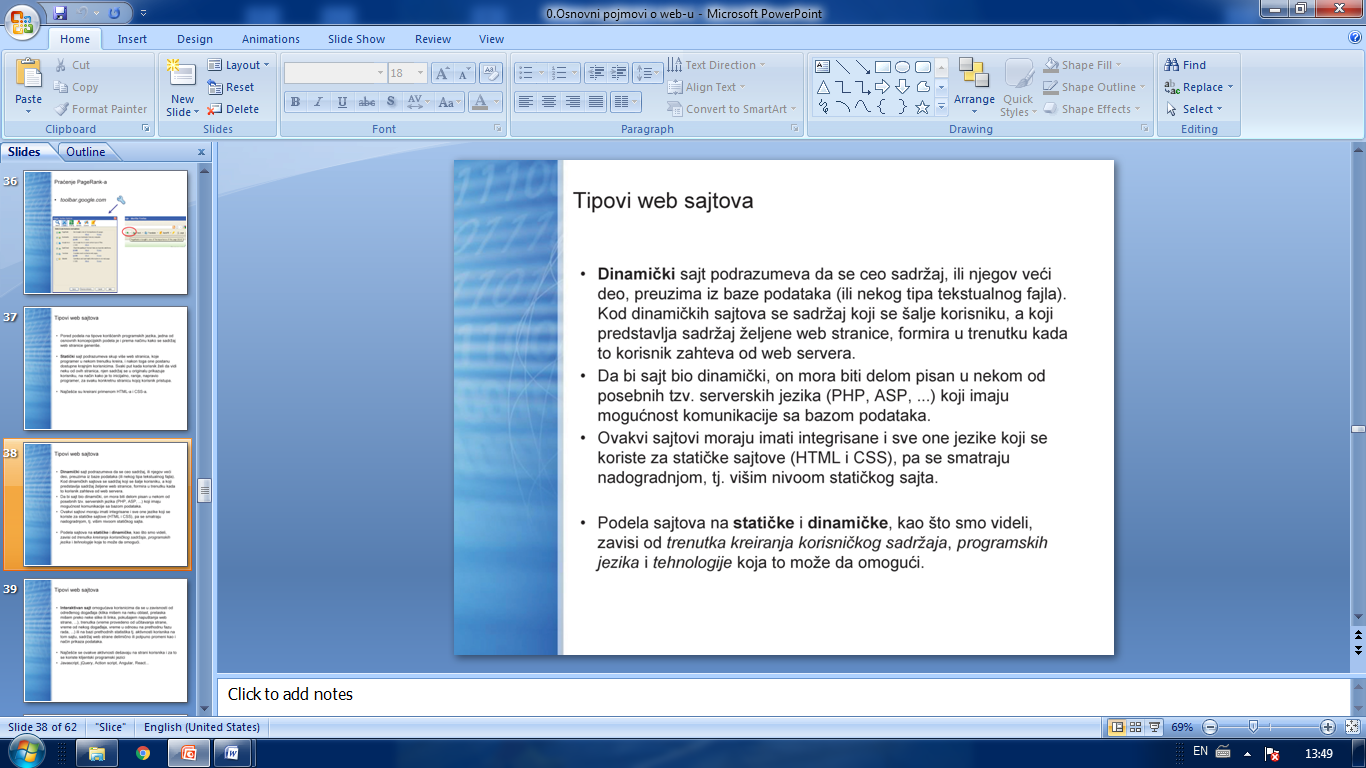 0.Osnovni pojmovi o web-u - Microsoft PowerPoint
Home Insert Design Animations Slide Show Review View
Paste
Cut
Copy
Format Painter
Clipboard
New
Slide
Layout
Reset
Delete
Slides
18
B I U abc S AV Aa A
Font
Text Direction
Align Text
Convert to SmartArt
Paragraph
Arrange
Quick
Styles
Shape Fill
Shape Outline
Shape Effects
Drawing
Find
Replace
Select
Editing
Slides Outline x
36
Praćenje PageRank-a
• toolbar.google.com
37
Tipovi web sajtova
38
Tipovi web sajtova
39
Tipovi web sajtova
Tipovi web sajtova
• Dinamički sajt podrazumeva da se ceo sadržaj, ili njegov veći
deo, preuzima iz baze podataka (ili nekog tipa tekstualnog fajla).
Kod dinamičkih sajtova se sadržaj koji se šalje korisniku, a koji
predstavlja sadržaj željene web stranice, formira u trenutku kada
to korisnik zahteva od web servera.
• Da bi sajt bio dinamički, on mora biti delom pisan u nekom od
posebnih tzv. serverskih jezika (PHP, ASP, ...) koji imaju
mogućnost komunikacije sa bazom podataka.
• Ovakvi sajtovi moraju imati integrisane i sve one jezike koji se
koriste za statičke sajtove (HTML i CSS), pa se smatraju
nadogradnjom, tj. višim nivoom statičkog sajta.
• Podela sajtova na statičke i dinamičke, kao što smo videli,
zavisi od trenutka kreiranja korisničkog sadržaja, programskih
jezika i tehnologije koja to može da omogući.
Click to add notes
Slide 38 of 62 "Slice" English (United States) 69%
EN 13:49